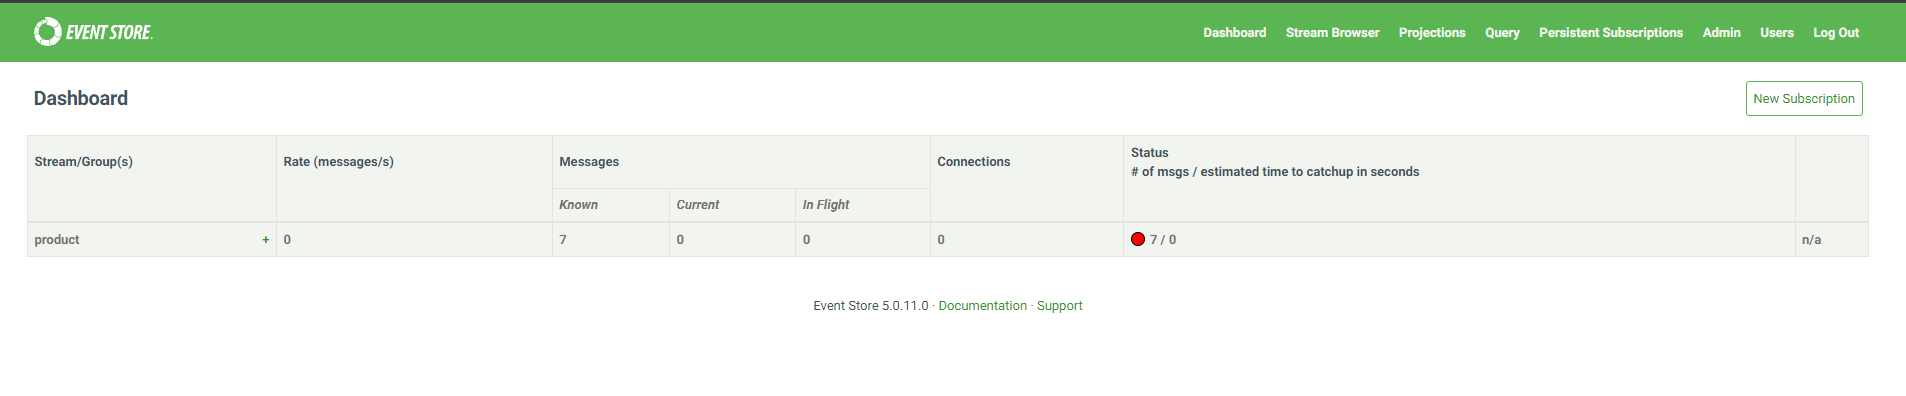 EVENT STORE.
Dashboard Stream Browser Projections Query Persistent Subscriptions Admin Users Log Out
Dashboard
New Subscription
Stream/Group(s) Rate (messages/s) Messages Connections Status
# of msgs / estimated time to catchup in seconds
Known Current In Flight
product + 0 7 0 0 0 7 / 0 n/a
Event Store 5.0.11.0 · Documentation · Support